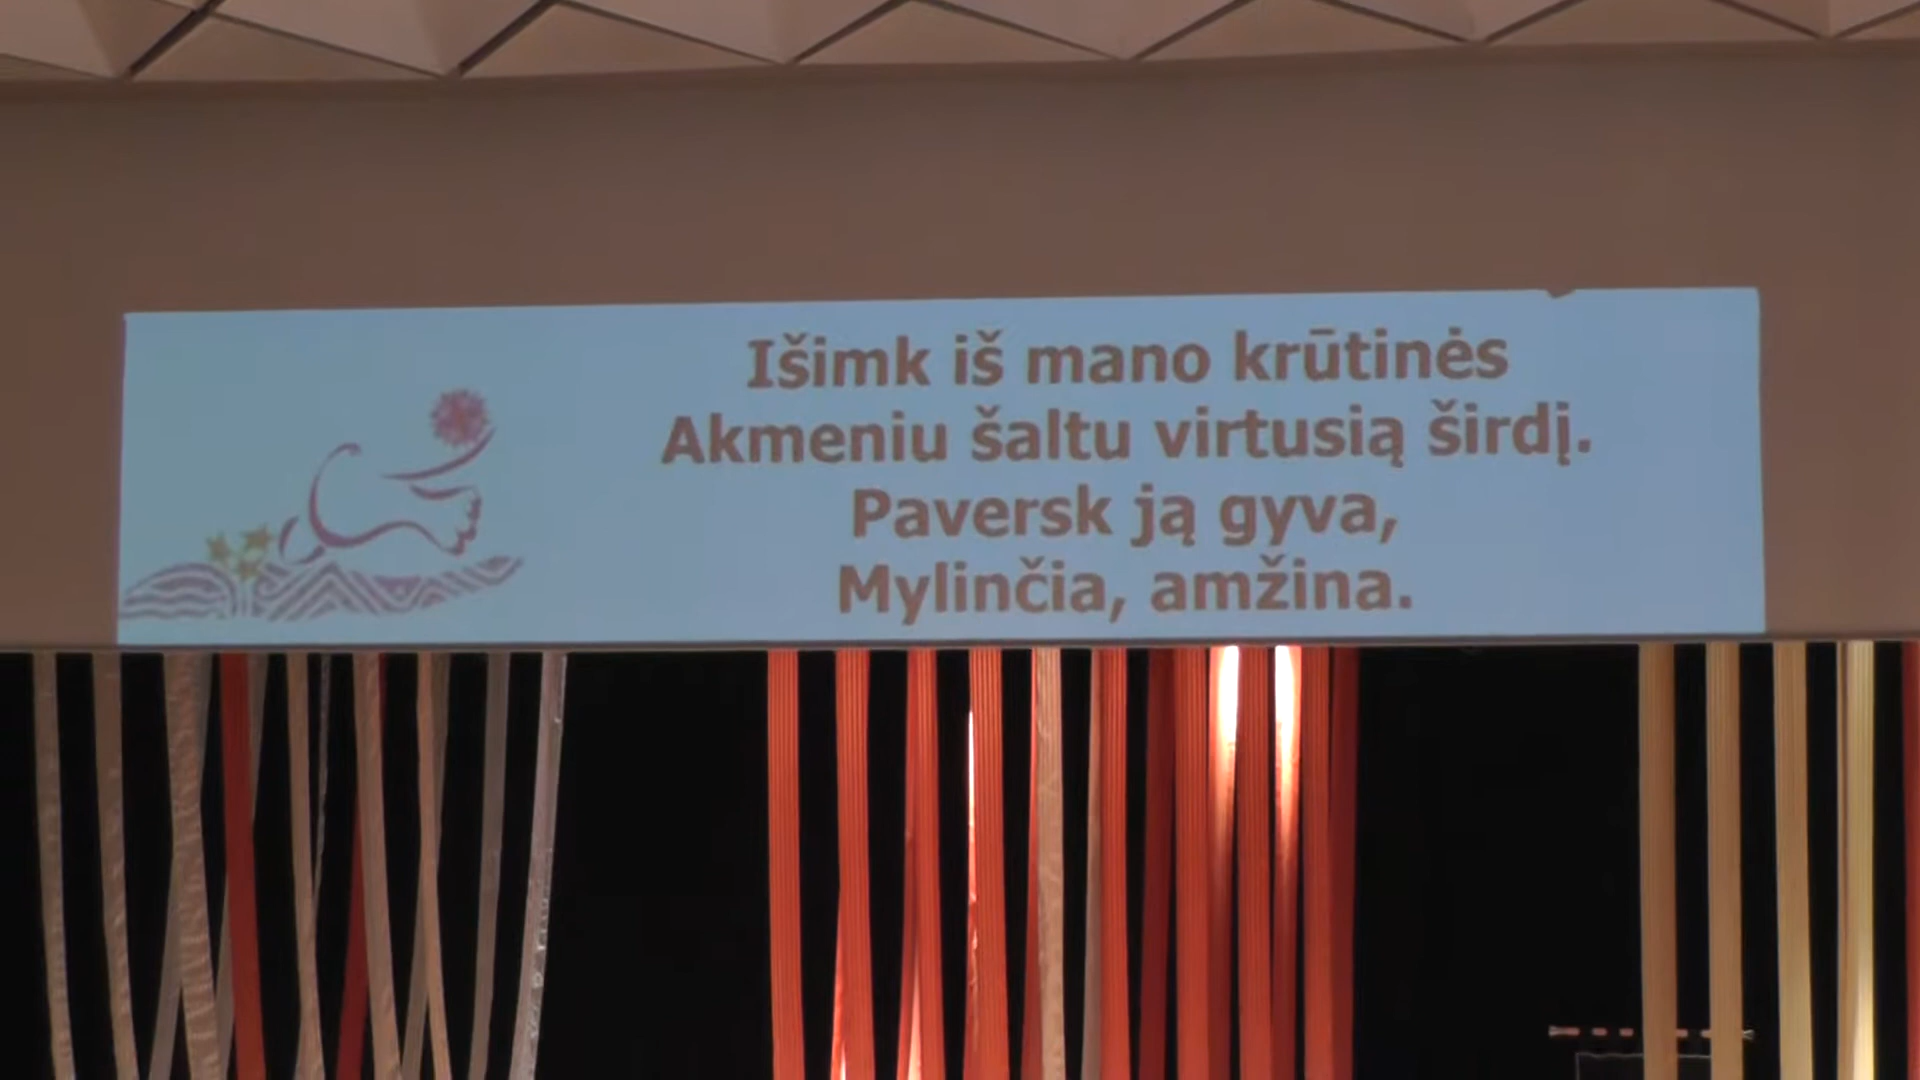 Išimk iš mano krūtinės
Akmeniu šaltu virtusią širdį.
Paversk ją gyva,
Mylinčia, amžina.